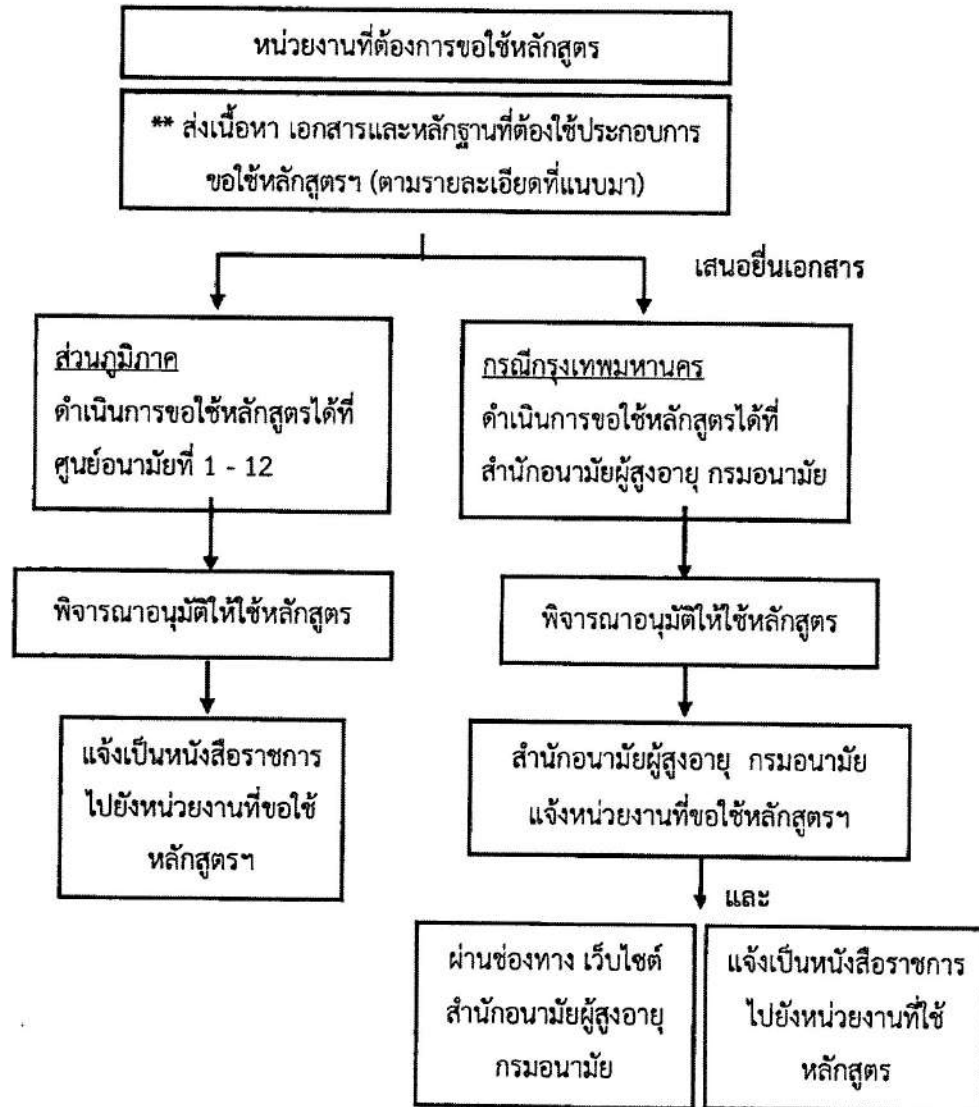 หน่วยงานที่ต้องการขอใช้หลักสูตร
** ส่งเนื้อหา เอกสารและหลักฐานที่ต้องใช้ประกอบการ
ขอใช้หลักสูตรฯ (ตามรายละเอียดที่แนบมา)
เสนอยื่นเอกสาร
ส่วนภูมิภาค
ดำเนินการขอใช้หลักสูตรได้ที่
ศูนย์อนามัยที่ 1 - 12
กรณีกรุงเทพมหานคร
ดำเนินการขอใช้หลักสูตรได้ที่
สำนักอนามัยผู้สูงอายุ กรมอนามัย
พิจารณาอนุมัติให้ใช้หลักสูตร
พิจารณาอนุมัติให้ใช้หลักสูตร
แจ้งเป็นหนังสือราชการ
ไปยังหน่วยงานที่ขอใช้
หลักสูตรฯ
สำนักอนามัยผู้สูงอายุ กรมอนามัย
แจ้งหน่วยงานที่ขอใช้หลักสูตรฯ
และ
ผ่านช่องทาง เว็บไซต์
สำนักอนามัยผู้สูงอายุ
กรมอนามัย
แจ้งเป็นหนังสือราชการ
ไปยังหน่วยงานที่ใช้
หลักสูตร